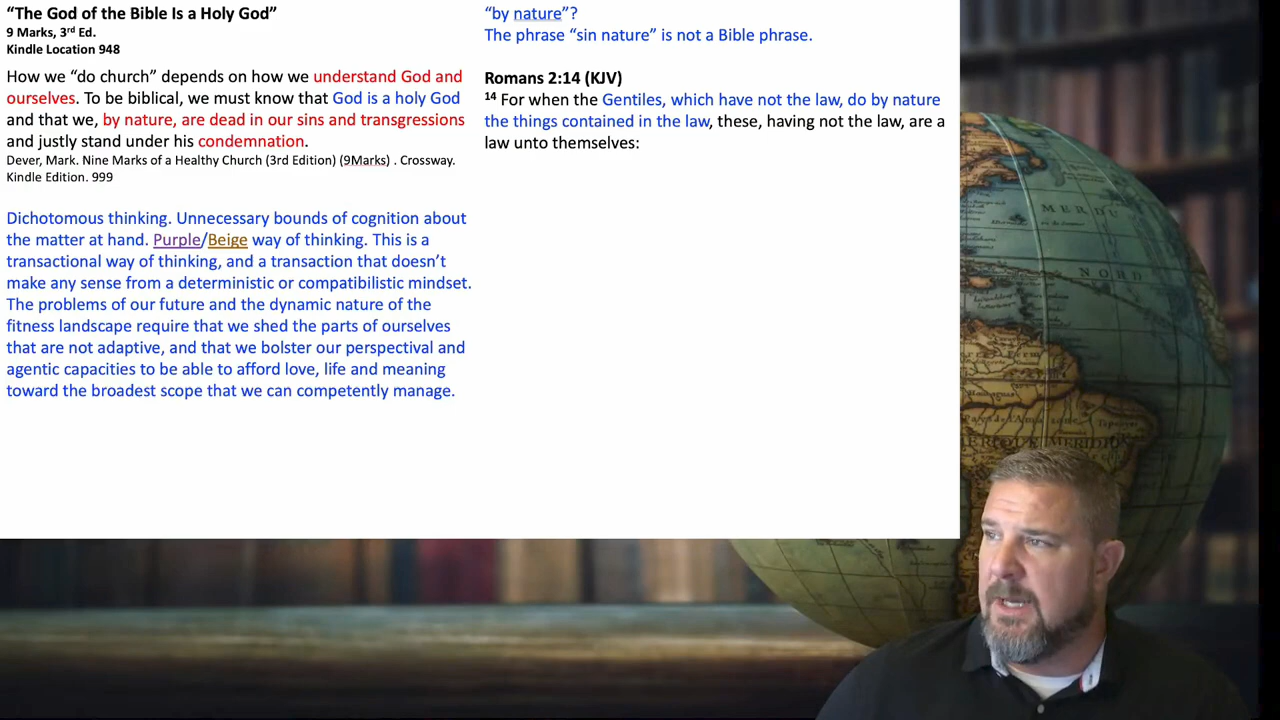 “The God of the Bible Is a Holy God”
9 Marks, 3rd Ed.
Kindle Location 948
How we “do church” depends on how we understand God and
ourselves. To be biblical, we must know that God is a holy God
and that we, by nature, are dead in our sins and transgressions
and justly stand under his condemnation.
Dever, Mark. Nine Marks of a Healthy Church (3rd Edition) (9Marks) . Crossway.
Kindle Edition. 999
Dichotomous thinking. Unnecessary bounds of cognition about
the matter at hand. Purple/Beige way of thinking. This is a
transactional way of thinking, and a transaction that doesn’t
make any sense from a deterministic or compatibilistic mindset.
The problems of our future and the dynamic nature of the
fitness landscape require that we shed the parts of ourselves
that are not adaptive, and that we bolster our perspectival and
agentic capacities to be able to afford love, life and meaning
toward the broadest scope that we can competently manage.
“by nature”?
The phrase “sin nature” is not a Bible phrase.
Romans 2:14 (KJV)
14 For when the Gentiles, which have not the law, do by nature
the things contained in the law, these, having not the law, are a
law unto themselves:
MERDU
NORD